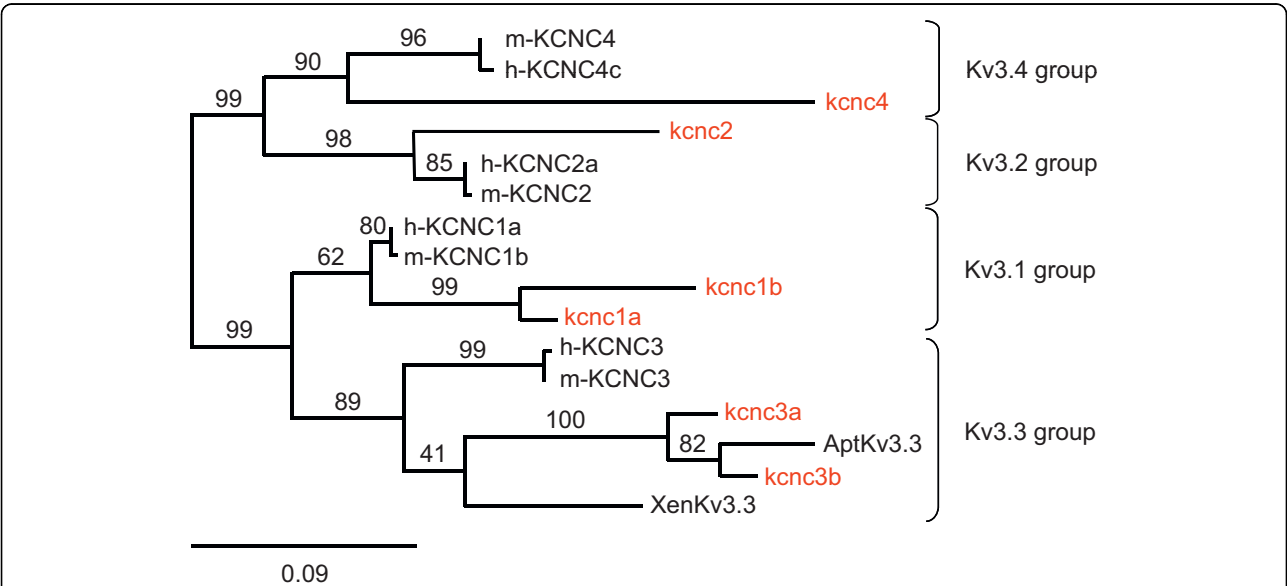 96
m-KCNC4
h-KCNC4c
90
Kv3.4 group
99
kcnc4
kcnc2
98
85
h-KCNC2a
m-KCNC2
Kv3.2 group
80
h-KCNC1a
m-KCNC1b
62
Kv3.1 group
99
kcnc1b
kcnc1a
99
99
h-KCNC3
m-KCNC3
89
kcnc3a
100
Kv3.3 group
82
AptKv3.3
41
kcnc3b
XenKv3.3
0.09